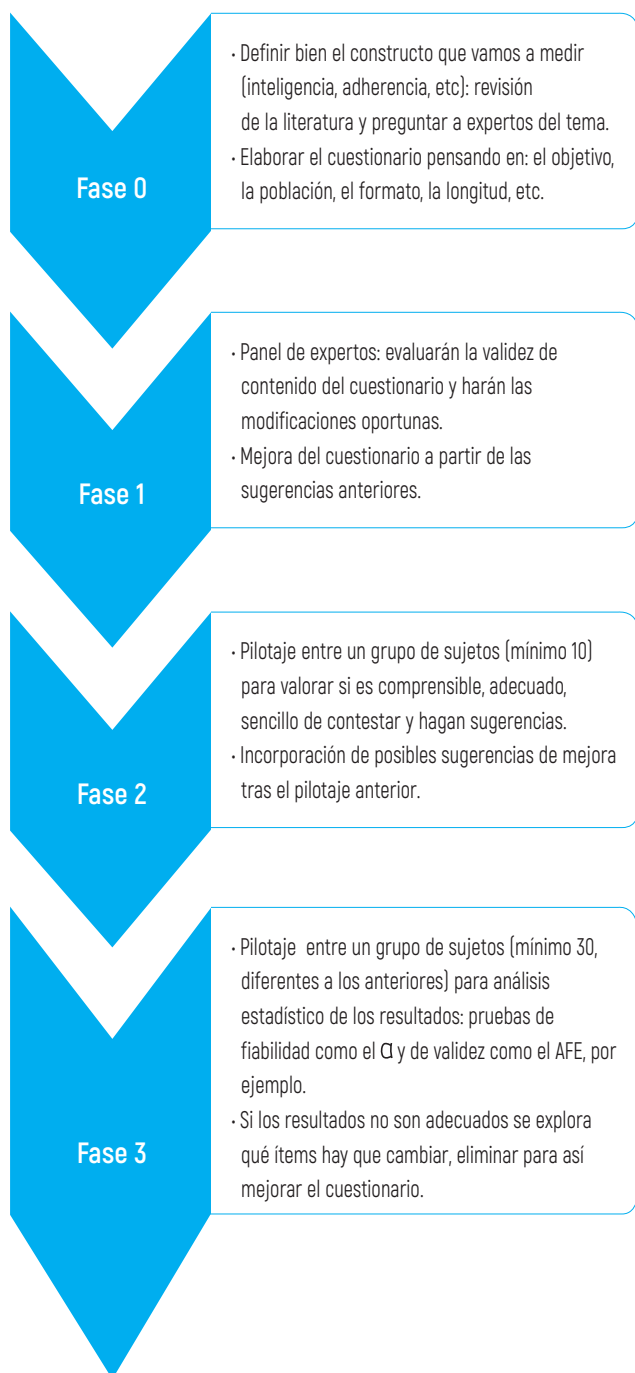 Fase 0
· Definir bien el constructo que vamos a medir
(inteligencia, adherencia, etc): revisión
de la literatura y preguntar a expertos del tema.
· Elaborar el cuestionario pensando en: el objetivo,
la población, el formato, la longitud, etc.
Fase 1
· Panel de expertos: evaluarán la validez de
contenido del cuestionario y harán las
modificaciones oportunas.
· Mejora del cuestionario a partir de las
sugerencias anteriores.
Fase 2
· Pilotaje entre un grupo de sujetos (mínimo 10)
para valorar si es comprensible, adecuado,
sencillo de contestar y hagan sugerencias.
· Incorporación de posibles sugerencias de mejora
tras el pilotaje anterior.
Fase 3
· Pilotaje entre un grupo de sujetos (mínimo 30,
diferentes a los anteriores) para análisis
estadístico de los resultados: pruebas de
fiabilidad como el α y de validez como el AFE, por
ejemplo.
· Si los resultados no son adecuados se explora
qué ítems hay que cambiar, eliminar para así
mejorar el cuestionario.